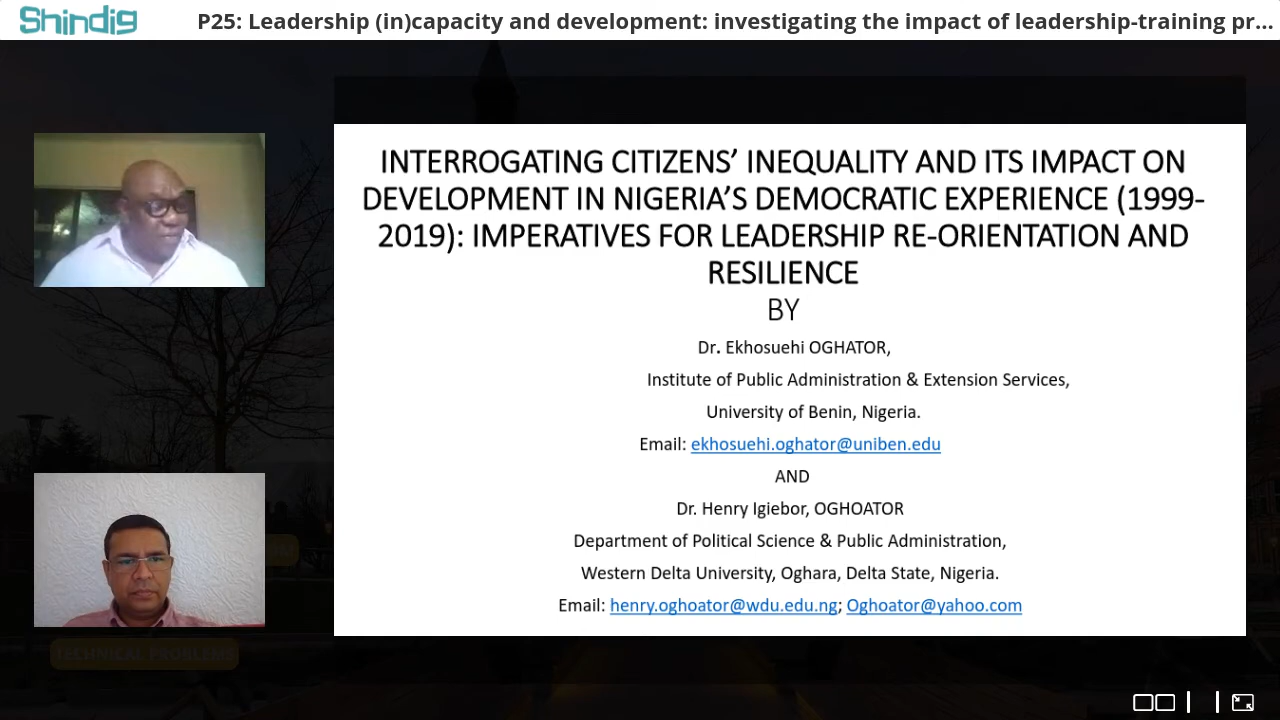 Shindig
P25: Leadership (in)capacity and development: investigating the impact of leadership-training pr...
INTERROGATING CITIZENS’ INEQUALITY AND ITS IMPACT ON
DEVELOPMENT IN NIGERIA’S DEMOCRATIC EXPERIENCE (1999-
2019): IMPERATIVES FOR LEADERSHIP RE-ORIENTATION AND
RESILIENCE
BY
Dr. Ekhosuehi OGHATOR,
Institute of Public Administration & Extension Services,
University of Benin, Nigeria.
Email: ekhosuehi.oghator@uniben.edu
AND
Dr. Henry Igiebor, OGHOATOR
Department of Political Science & Public Administration,
Western Delta University, Oghara, Delta State, Nigeria.
Email: henry.oghoator@wdu.edu.ng; Oghoator@yahoo.com
TECHNICAL PROBLEMS